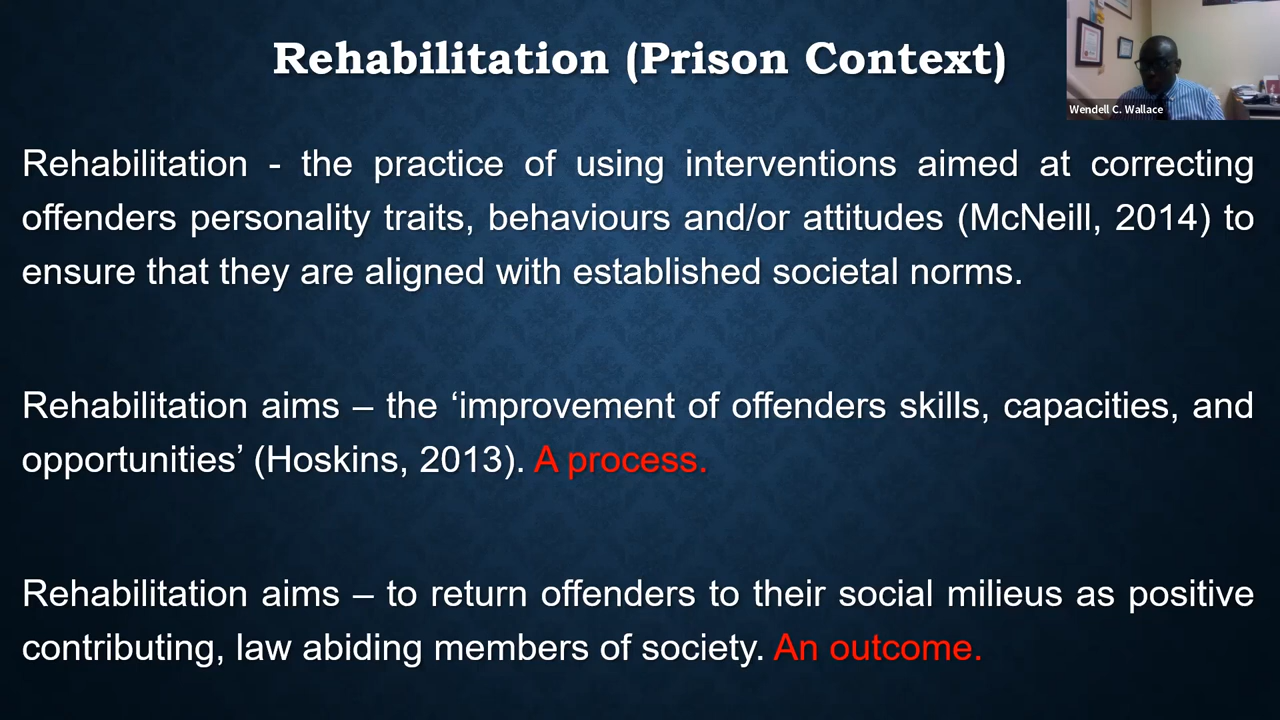 Rehabilitation (Prison Context)
Wendell C. Wallace
Rehabilitation - the practice of using interventions aimed at correcting
offenders personality traits, behaviours and/or attitudes (McNeill, 2014) to
ensure that they are aligned with established societal norms.
Rehabilitation aims – the ‘improvement of offenders skills, capacities, and
opportunities’ (Hoskins, 2013). A process.
Rehabilitation aims – to return offenders to their social milieus as positive
contributing, law abiding members of society. An outcome.